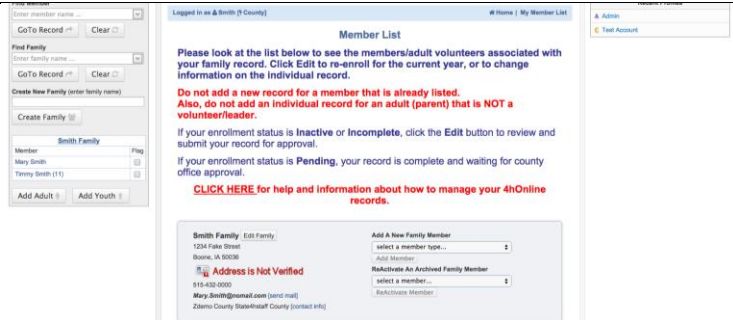 Find Member
Enter member name ...
GoTo Record
Clear
Find Family
Enter family name ...
GoTo Record
Clear
Create New Family (enter family name)
Create Family
Smith Family
Member Flag
Mary Smith
Timmy Smith (11)
Add Adult
Add Youth
Logged in as A Smith [? County]
Home | My Member List
Member List
Please look at the list below to see the members/adult volunteers associated with
your family record. Click Edit to re-enroll for the current year, or to change
information on the individual record.
Do not add a new record for a member that is already listed.
Also, do not add an individual record for an adult (parent) that is NOT a
volunteer/leader.
If your enrollment status is Inactive or Incomplete, click the Edit button to review and
submit your record for approval.
If your enrollment status is Pending, your record is complete and waiting for county
office approval.
CLICK HERE for help and information about how to manage your 4hOnline
records.
Smith Family Edit Family
1234 Fake Street
Boone, IA 60036
Address is Not Verified
515-432-0000
Mary.Smith@nomail.com [send mail]
Zdemo County State4hstaff County [contact info]
Add A New Family Member
select a member type...
Add Member
ReActivate An Archived Family Member
select a member...
ReActivate Member
A Admin
C Test Account